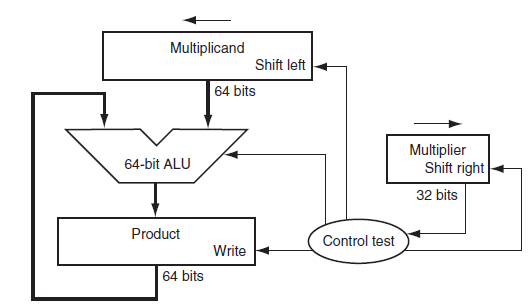 Multiplicand
Shift left
64 bits
64-bit ALU
Multiplier
Shift right
32 bits
Product
Write
Control test
64 bits